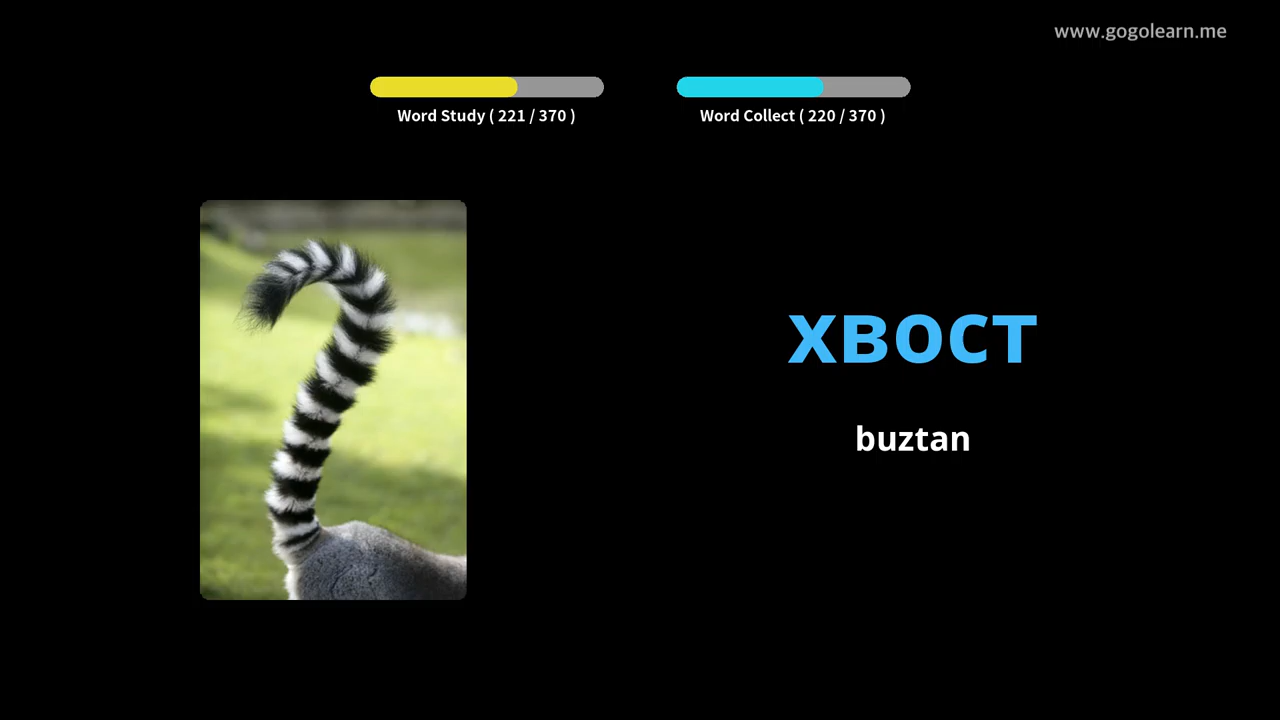 www.gogolearn.me
Word Study ( 221 / 370 )
Word Collect ( 220 / 370 )
хвост
buztan